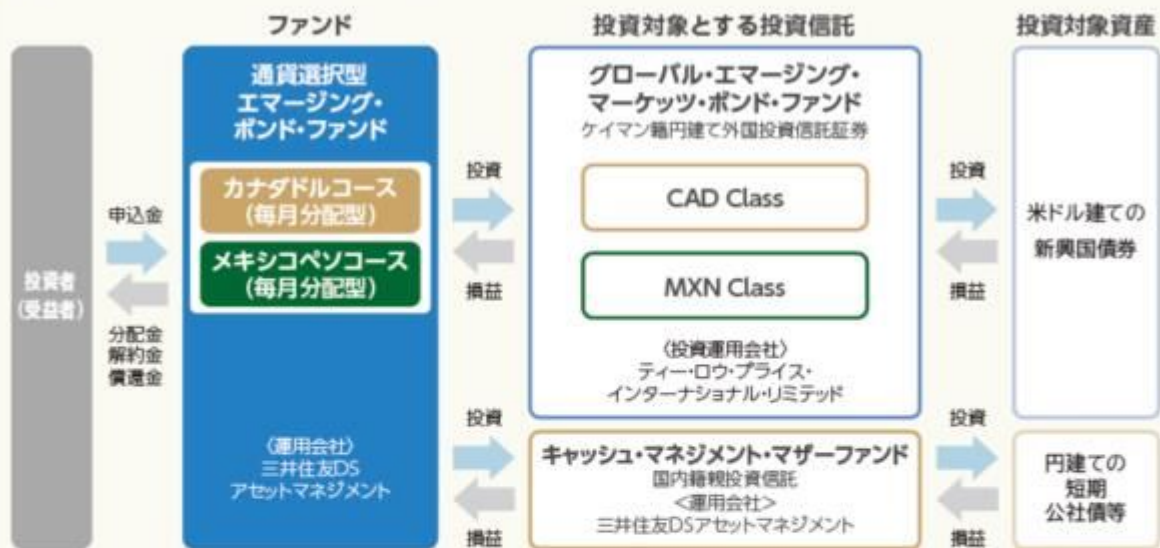 ファンド
投資対象とする投資信託
投資対象資産
投資者
(受益者)
申込金
分配金
解約金
償還金
通貨選択型
エマージング・
ボンド・ファンド
カナダドルコース
(毎月分配型)
メキシコペソコース
(毎月分配型)
〈運用会社〉
三井住友DS
アセットマネジメント
投資
損益
投資
損益
グローバル・エマージング・
マーケッツ・ボンド・ファンド
ケイマン籍円建て外国投資信託証券
CAD Class
MXN Class
〈投資運用会社〉
ティー・ロウ・プライス・
インターナショナル・リミテッド
キャッシュ・マネジメント・マザーファンド
国内籍親投資信託
<運用会社>
三井住友DSアセットマネジメント
投資
損益
投資
損益
米ドル建ての
新興国債券
円建ての
短期
公社債等